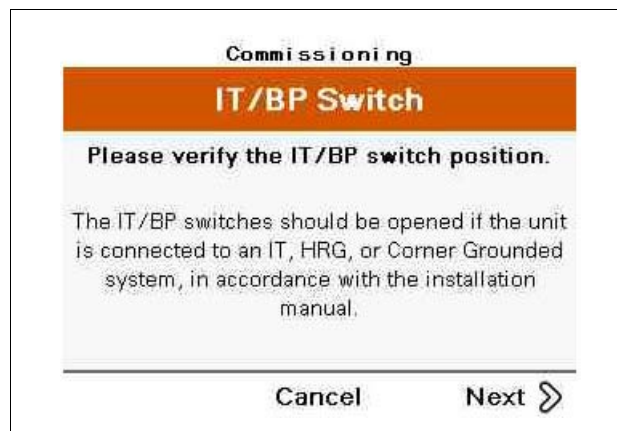 Commissioning
IT/BP Switch
Please verify the IT/BP switch position.
The IT/BP switches should be opened if the unit
is connected to an IT, HRG, or Corner Grounded
system, in accordance with the installation
manual.
Cancel Next